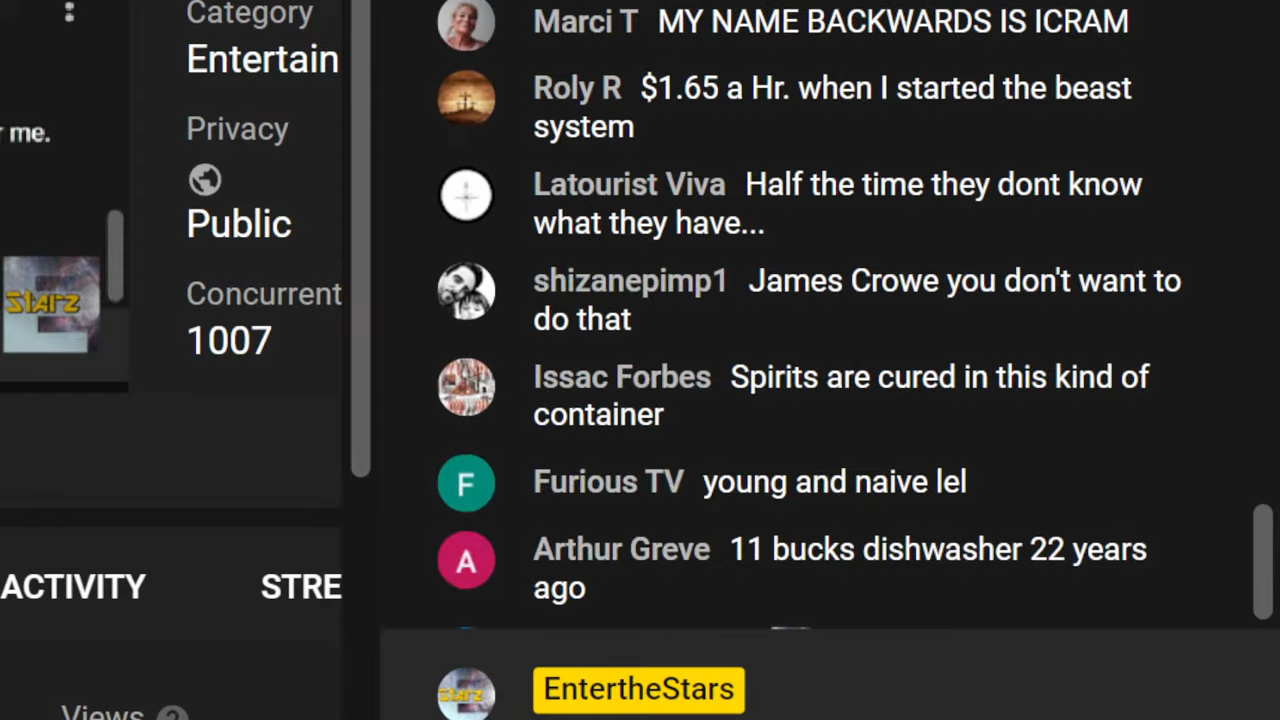 Category
Entertain
r me.
Privacy
Public
Starz
Concurrent
1007
ACTIVITY STRE
Views ?
Marci T MY NAME BACKWARDS IS ICRAM
Roly R $1.65 a Hr. when I started the beast
system
Latourist Viva Half the time they dont know
what they have...
shizanepimp1 James Crowe you don't want to
do that
Issac Forbes Spirits are cured in this kind of
container
F Furious TV young and naive lel
A Arthur Greve 11 bucks dishwasher 22 years
ago
Starz EntertheStars